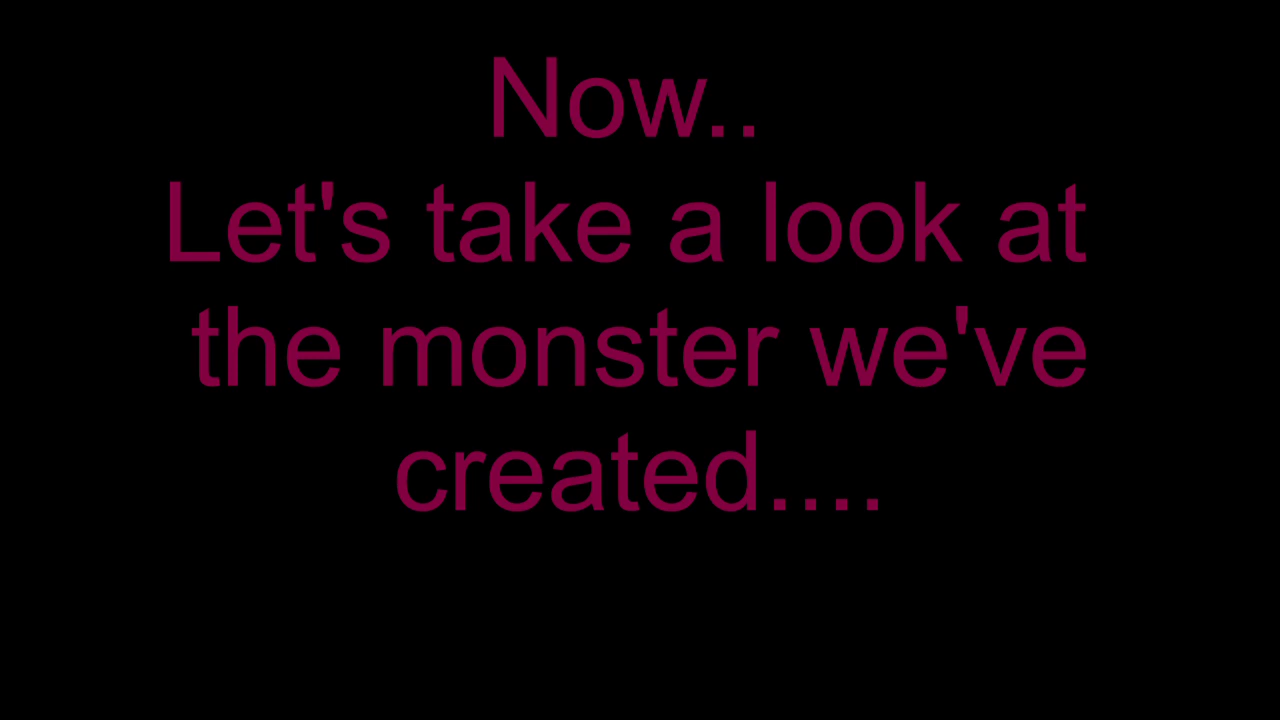 Now..
Let's take a look at
the monster we've
created....